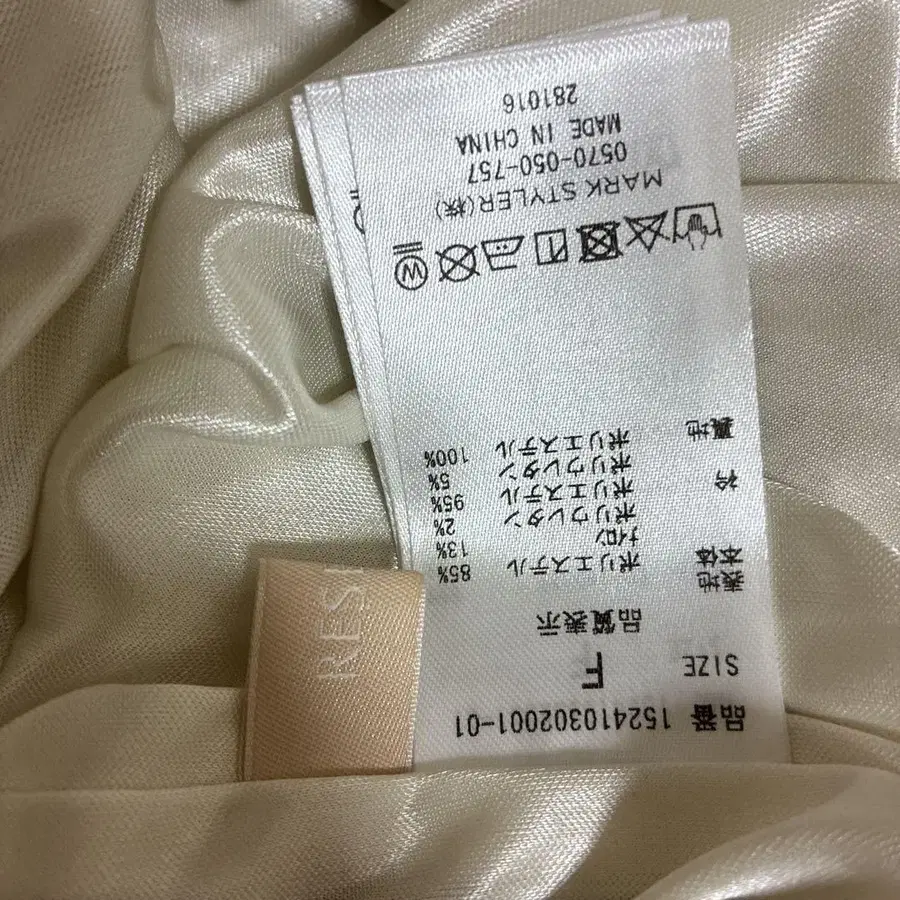 品番 152410302001-01
SIZE F
品質表示
表地
本体 ポリエステル 85%
ﾅｲﾛﾝ 13%
ポリウレタン 2%
衿 ポリエステル 95%
ポリウレタン 5%
裏地 ポリエステル 100%
W
MARK STYLER(株)
0570-050-757
MADE IN CHINA
281016
RES